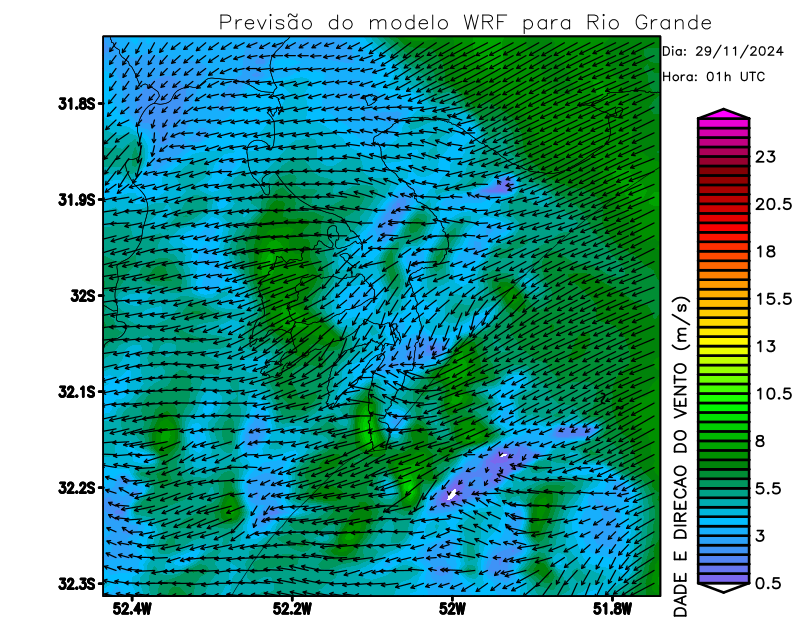 Previsão do modelo WRF para Rio Grande
Dia: 29/11/2024
Hora: 01h UTC
31.8S
31.9S
32S
32.1S
32.2S
32.3S
52.4W
52.2W
52W
51.8W
23
20.5
18
15.5
13
10.5
8
5.5
3
0.5
DADE E DIRECAO DO VENTO (m/s)